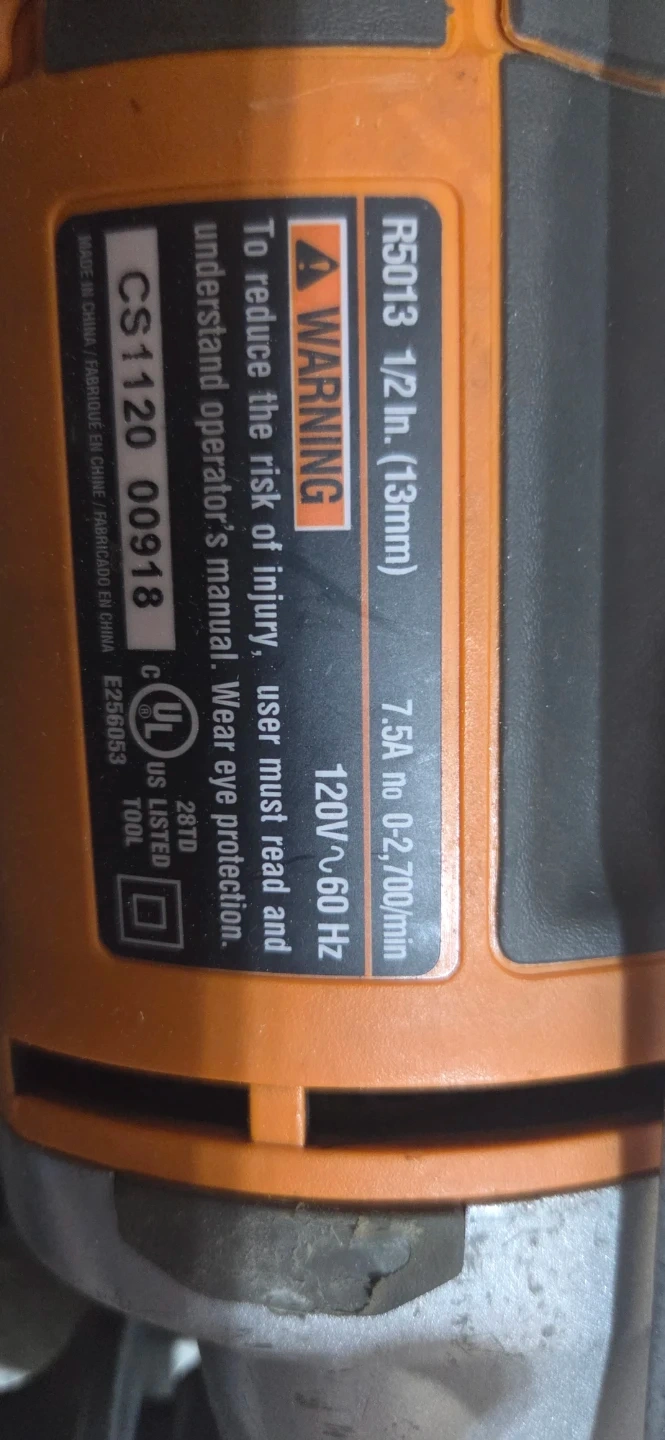 R5013 1/2 In. (13mm) 7.5A no 0-2,700/min
WARNING 120V~60 Hz
To reduce the risk of injury, user must read and
understand operator's manual. Wear eye protection.
CS1120 00918
MADE IN CHINA / FABRIQUÉ EN CHINE / FABRICADO EN CHINA
C UL ® US LISTED
28TD
TOOL
E256053